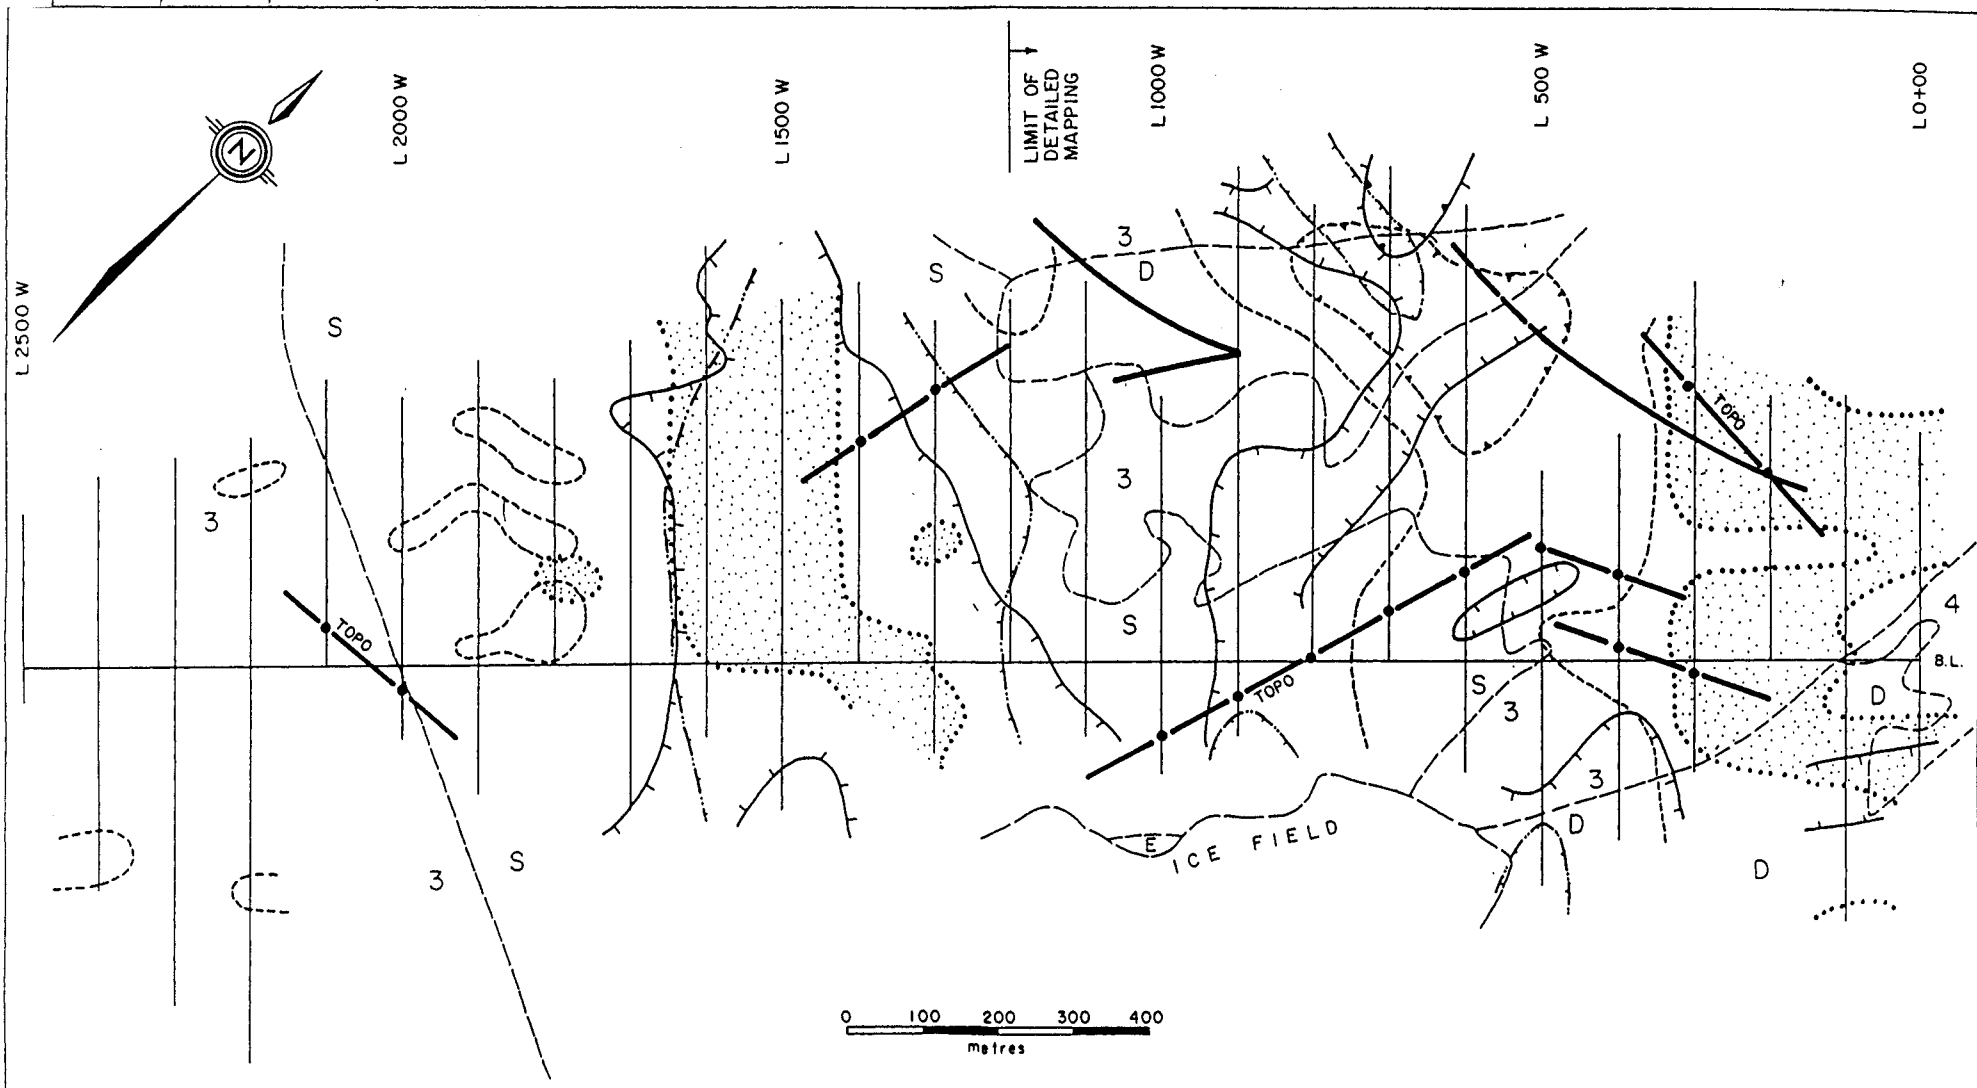 L 2500 W
L 2000 W
L 1500 W
LIMIT OF
DETAILED
MAPPING
L 1000 W
L 500 W
L 0+00
N
3
S
D
S
TOPO
3
3
S
4
TOPO
B.L.
S
TOPO
D
3
3
D
E
ICE FIELD
S
3
D
0 100 200 300 400
metres